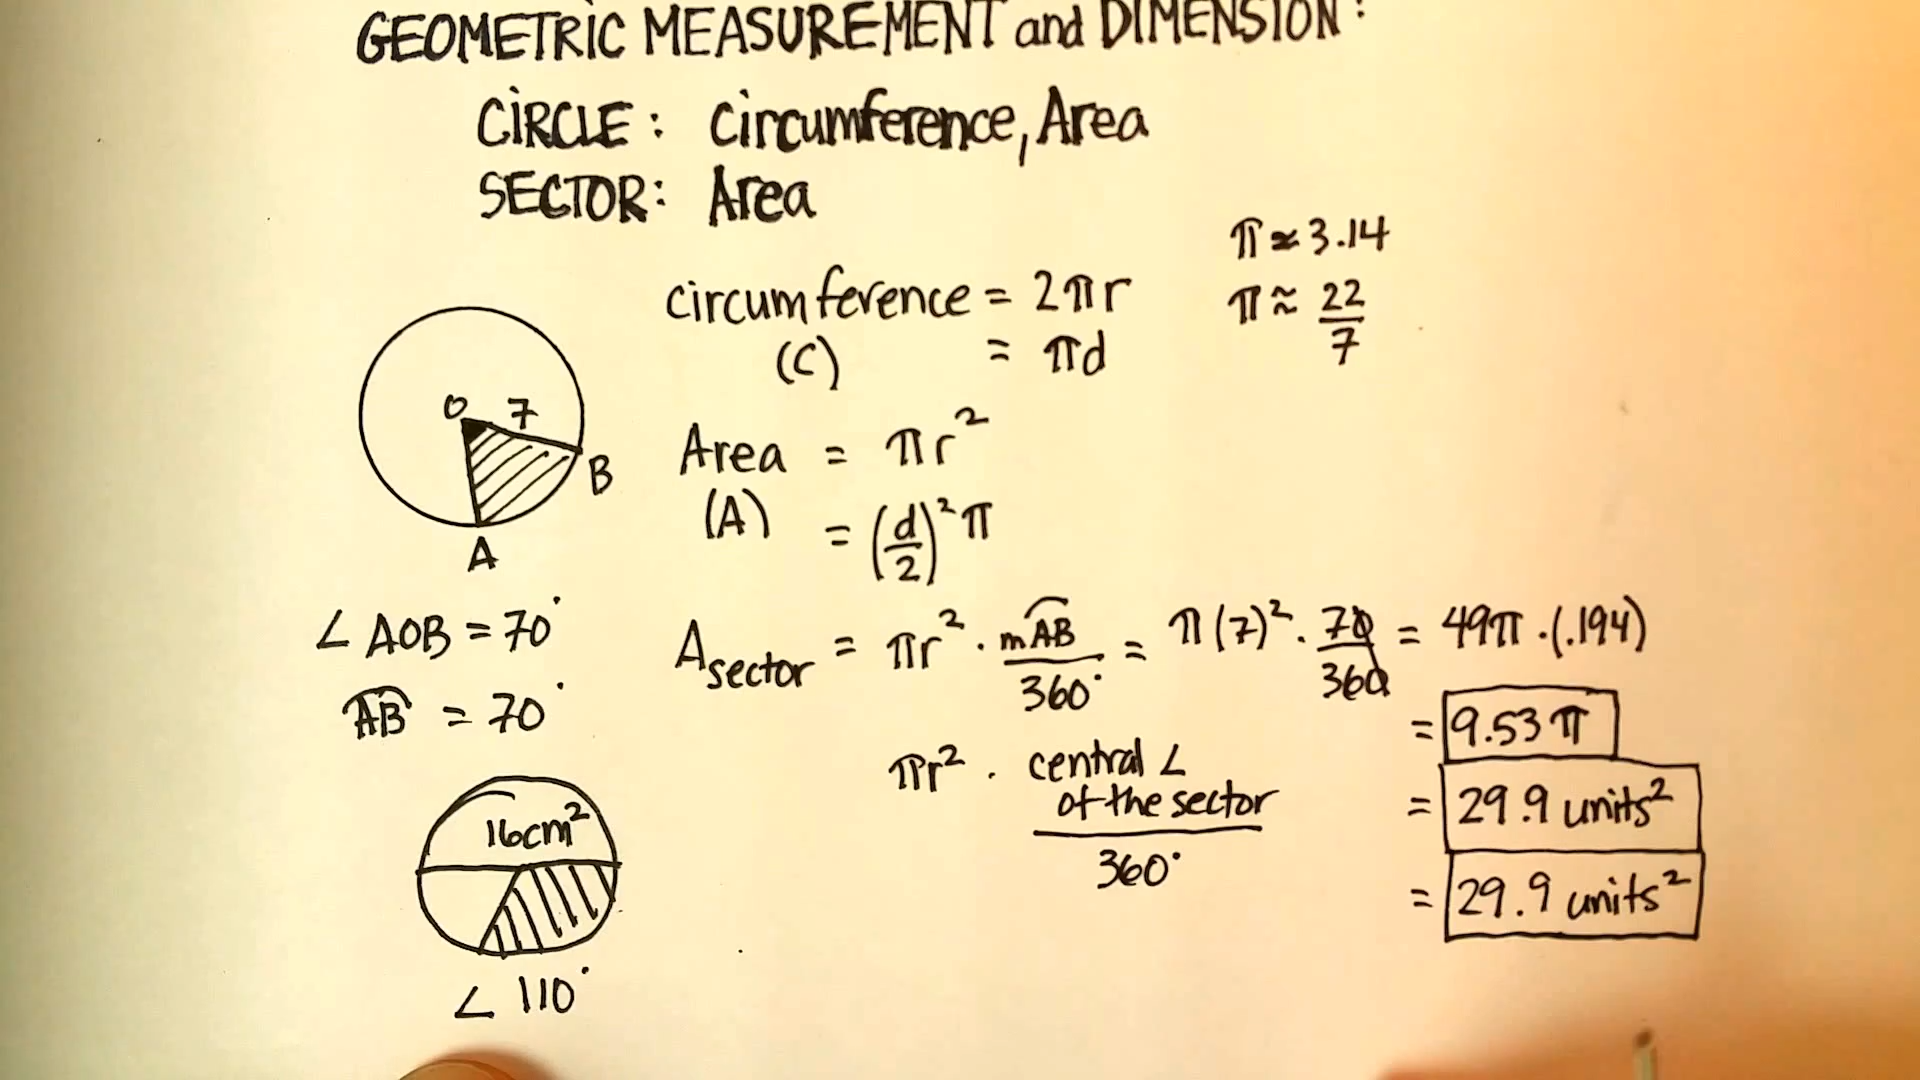 GEOMETRIC MEASUREMENT and DIMENSION:
CIRCLE: Circumference, Area
SECTOR: Area
π ≈ 3.14
π ≈ 22/7
circumference = 2πr
(C) = πd
O 7
B
A
Area = πr²
(A) = (d/2)²π
∠ AOB = 70°
A sector = πr² · m⌒AB/360° = π(7)² · 70/360 = 49π · (.194)
⌒AB = 70°
= 9.53π
πr² · central ∠ of the sector/360°
= 29.9 units²
= 29.9 units²
16cm²
∠ 110°